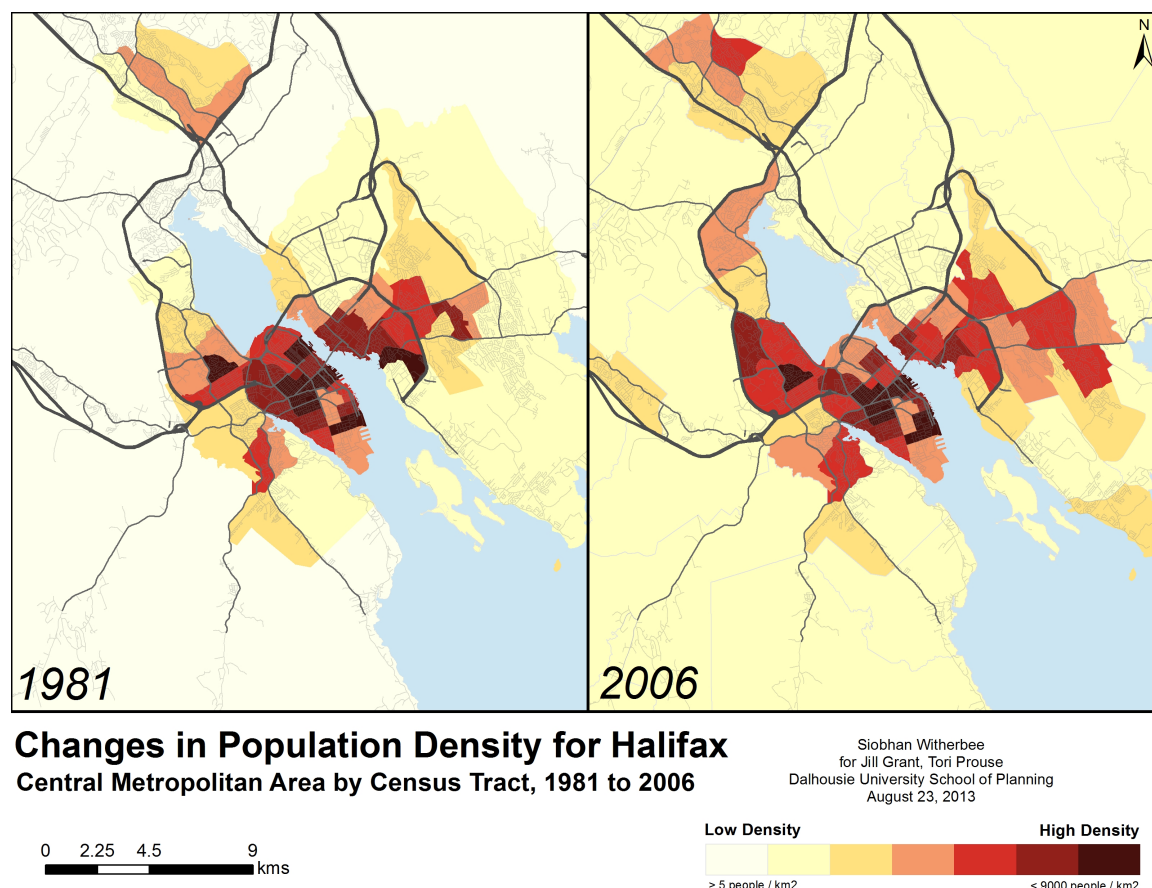 N
1981
2006
Changes in Population Density for Halifax
Central Metropolitan Area by Census Tract, 1981 to 2006
Siobhan Witherbee
for Jill Grant, Tori Prouse
Dalhousie University School of Planning
August 23, 2013
0 2.25 4.5 9
kms
Low Density High Density
> 5 people / km2 < 9000 people / km2